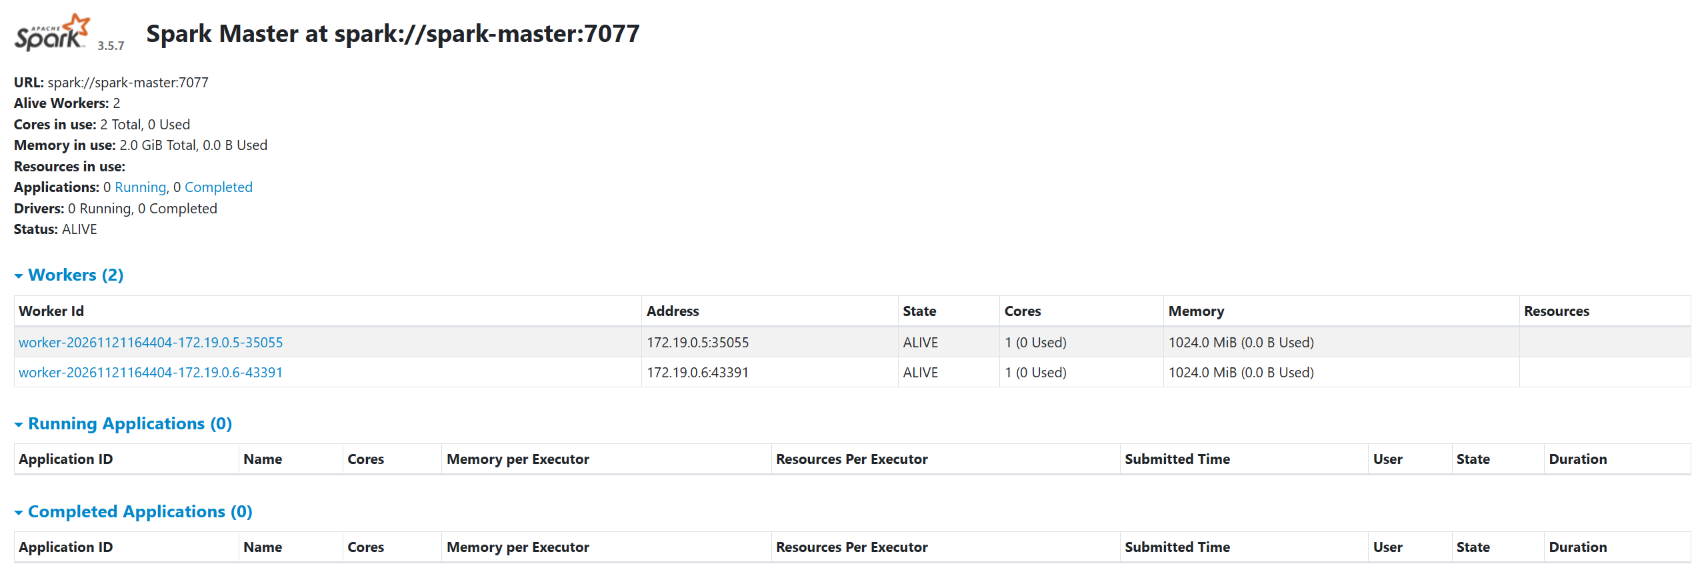 APACHE
Spark 3.5.7 Spark Master at spark://spark-master:7077
URL: spark://spark-master:7077
Alive Workers: 2
Cores in use: 2 Total, 0 Used
Memory in use: 2.0 GiB Total, 0.0 B Used
Resources in use:
Applications: 0 Running, 0 Completed
Drivers: 0 Running, 0 Completed
Status: ALIVE
Workers (2)
Worker Id Address State Cores Memory Resources
worker-20261121164404-172.19.0.5-35055 172.19.0.5:35055 ALIVE 1 (0 Used) 1024.0 MiB (0.0 B Used)
worker-20261121164404-172.19.0.6-43391 172.19.0.6:43391 ALIVE 1 (0 Used) 1024.0 MiB (0.0 B Used)
Running Applications (0)
Application ID Name Cores Memory per Executor Resources Per Executor Submitted Time User State Duration
Completed Applications (0)
Application ID Name Cores Memory per Executor Resources Per Executor Submitted Time User State Duration